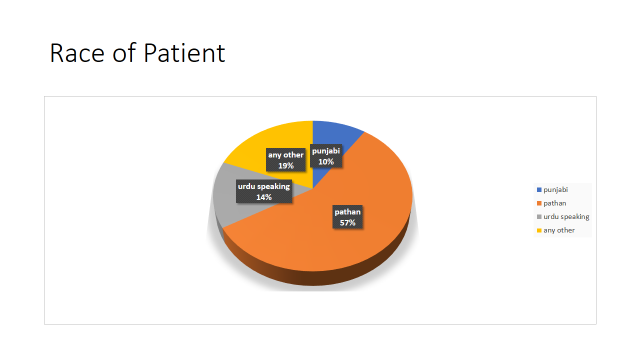 Race of Patient
punjabi
10%
any other
19%
urdu speaking
14%
pathan
57%
punjabi
pathan
urdu speaking
any other